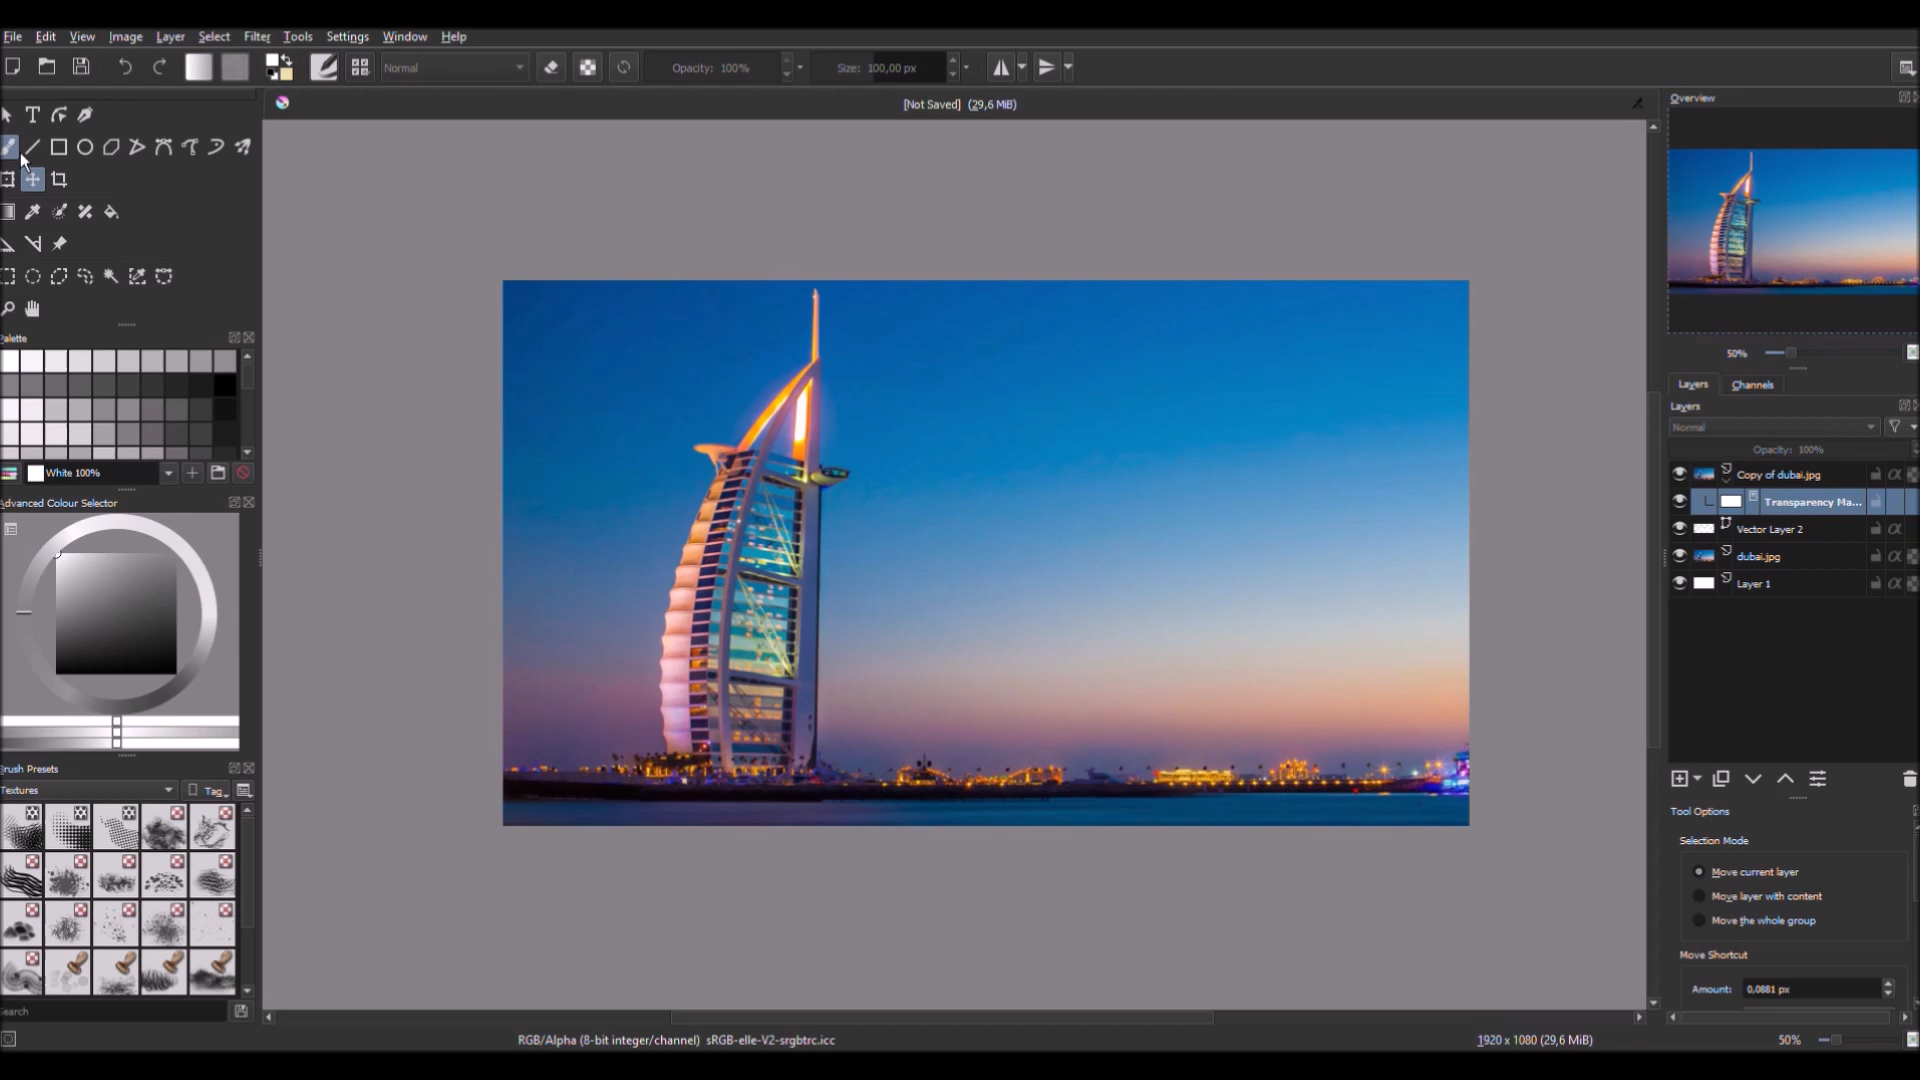 File Edit View Image Layer Select Filter Tools Settings Window Help
Normal Opacity: 100% Size: 100,00 px
[Not Saved] (29,6 MiB)
Overview
50%
Layers Channels
Layers
Normal
Opacity: 100%
Copy of dubai.jpg
Transparency Ma...
Vector Layer 2
dubai.jpg
Layer 1
Tool Options
Selection Mode
Move current layer
Move layer with content
Move the whole group
Move Shortcut
Amount: 0,0881 px
T
alette
White 100%
Advanced Colour Selector
rush Presets
Textures Tag
earch
RGB/Alpha (8-bit integer/channel) sRGB-elle-V2-srgbtrc.icc
1920 x 1080 (29,6 MiB)
50%